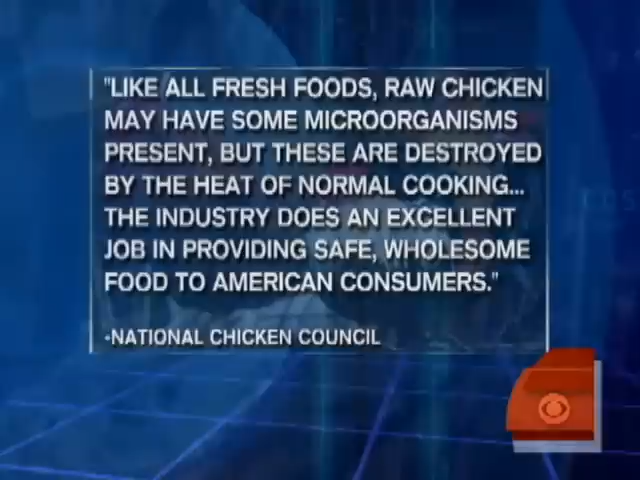 "LIKE ALL FRESH FOODS, RAW CHICKEN
MAY HAVE SOME MICROORGANISMS
PRESENT, BUT THESE ARE DESTROYED
BY THE HEAT OF NORMAL COOKING...
THE INDUSTRY DOES AN EXCELLENT
JOB IN PROVIDING SAFE, WHOLESOME
FOOD TO AMERICAN CONSUMERS."
-NATIONAL CHICKEN COUNCIL